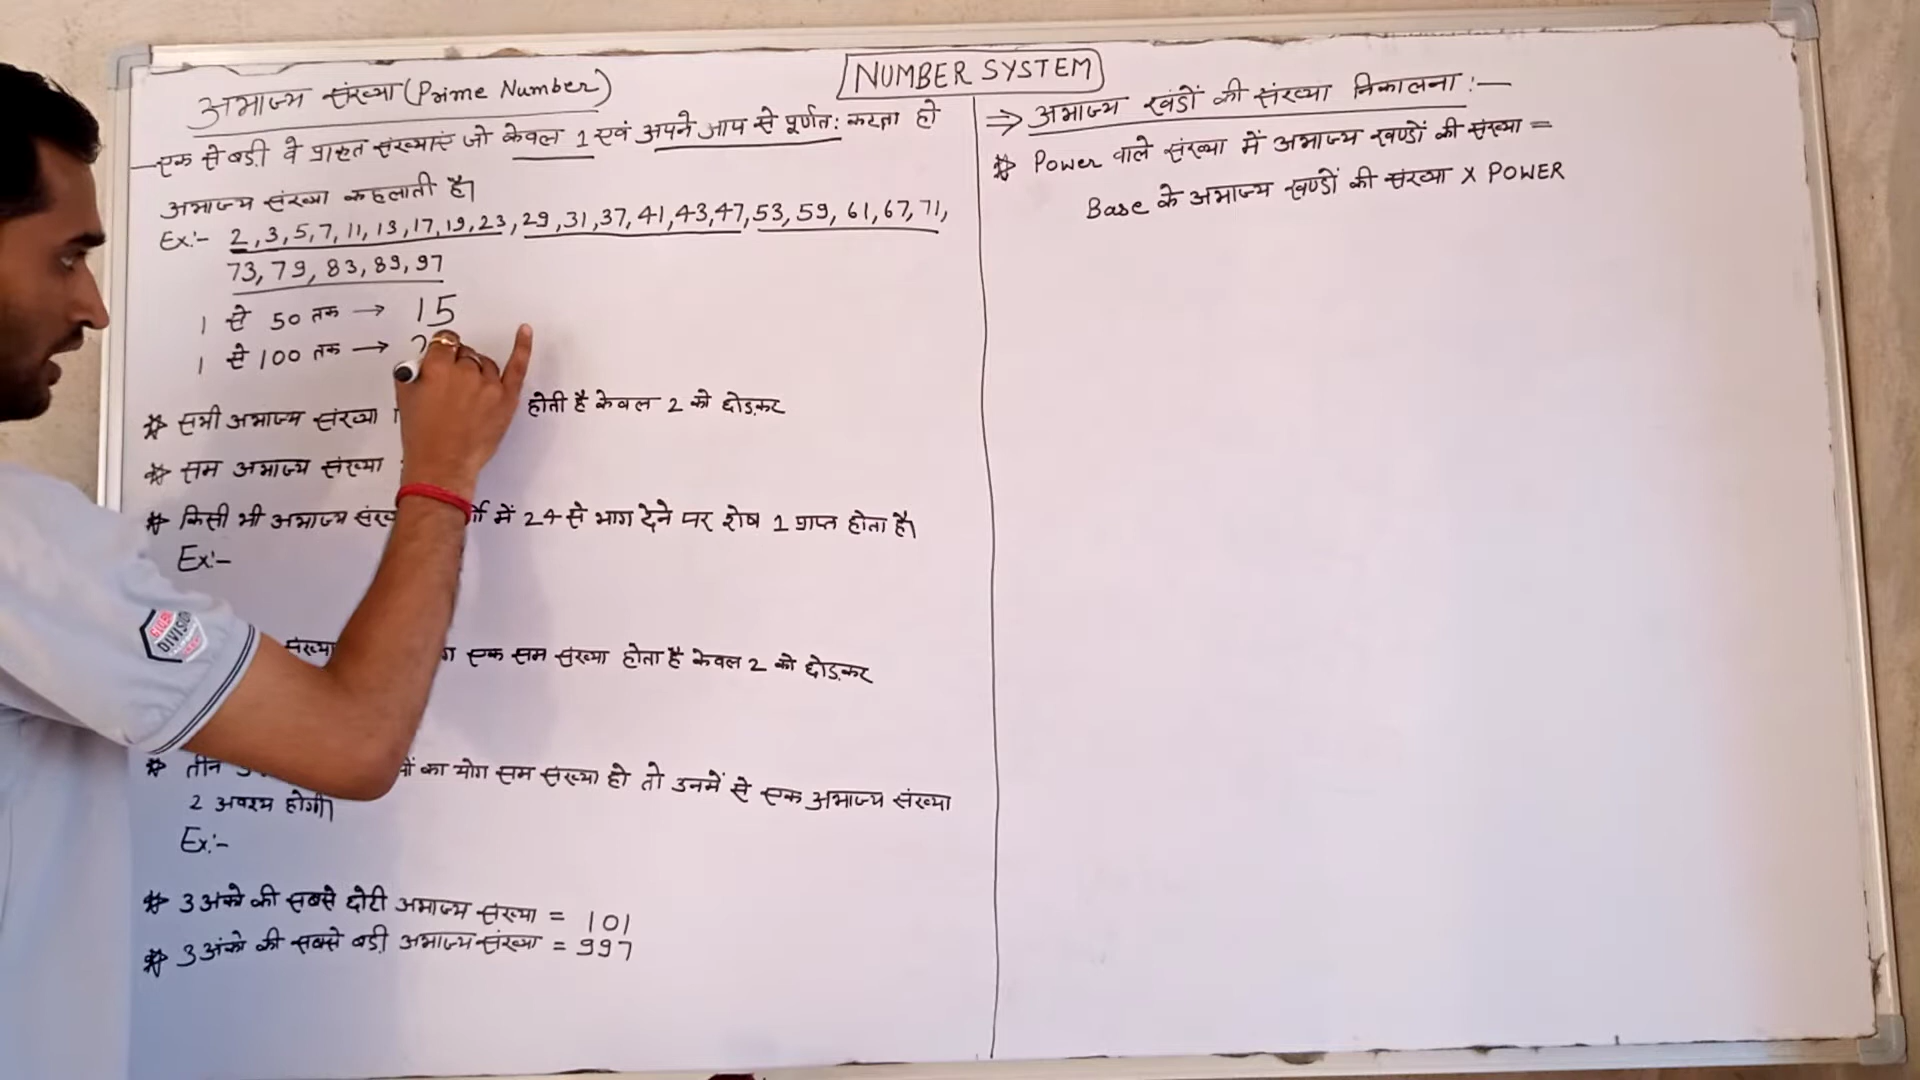 NUMBER SYSTEM
अभाज्य संख्या (Prime Number)
एक से बड़ी वे प्राकृत संख्याएं जो केवल 1 एवं अपने आप से पूर्णत: कटता हो
अभाज्य संख्या कहलाती है।
Ex:- 2, 3, 5, 7, 11, 13, 17, 19, 23, 29, 31, 37, 41, 43, 47, 53, 59, 61, 67, 71,
73, 79, 83, 89, 97
1 से 50 तक → 15
1 से 100 तक → 2
* सभी अभाज्य संख्या होती है केवल 2 को छोड़कर
* सम अभाज्य संख्या
* किसी भी अभाज्य में 24 से भाग देने पर शेष 1 प्राप्त होता है।
Ex:-
संख्या एक सम संख्या होता है केवल 2 को छोड़कर
* तीन का योग सम संख्या हो तो उनमें से एक अभाज्य संख्या
2 अवश्य होगी।
Ex:-
* 3 अंको की सबसे छोटी अभाज्य संख्या = 101
* 3 अंको की सबसे बड़ी अभाज्य संख्या = 997
⇒ अभाज्य खंडों की संख्या निकालना :—
* Power वाले संख्या में अभाज्य खण्डों की संख्या =
Base के अभाज्य खण्डों की संख्या X POWER
DIVISION